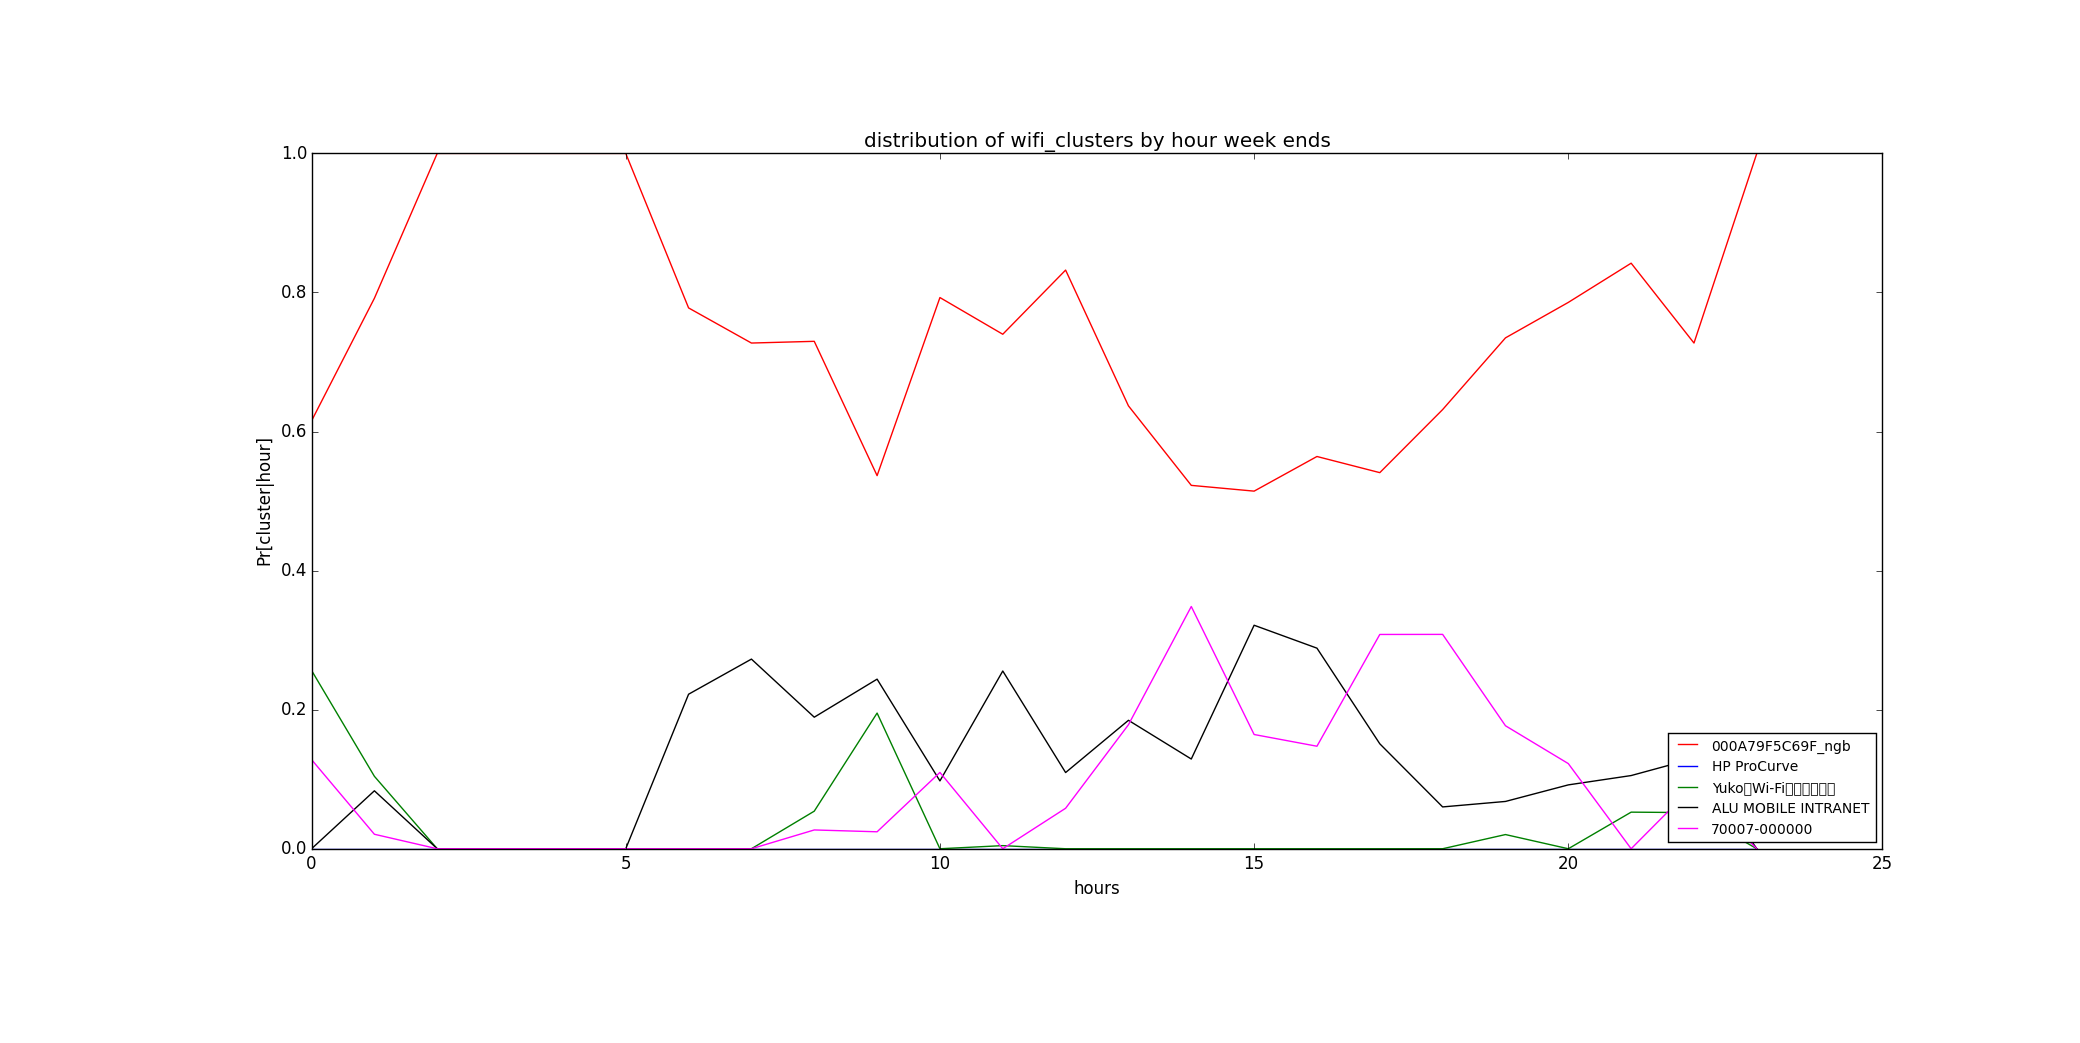 distribution of wifi_clusters by hour week ends
1.0
0.8
0.6
0.4
0.2
0.0
Pr[cluster|hour]
0 5 10 15 20 25
hours
000A79F5C69F_ngb
HP ProCurve
Yuko▯Wi-Fi▯▯▯▯▯▯
ALU MOBILE INTRANET
70007-000000